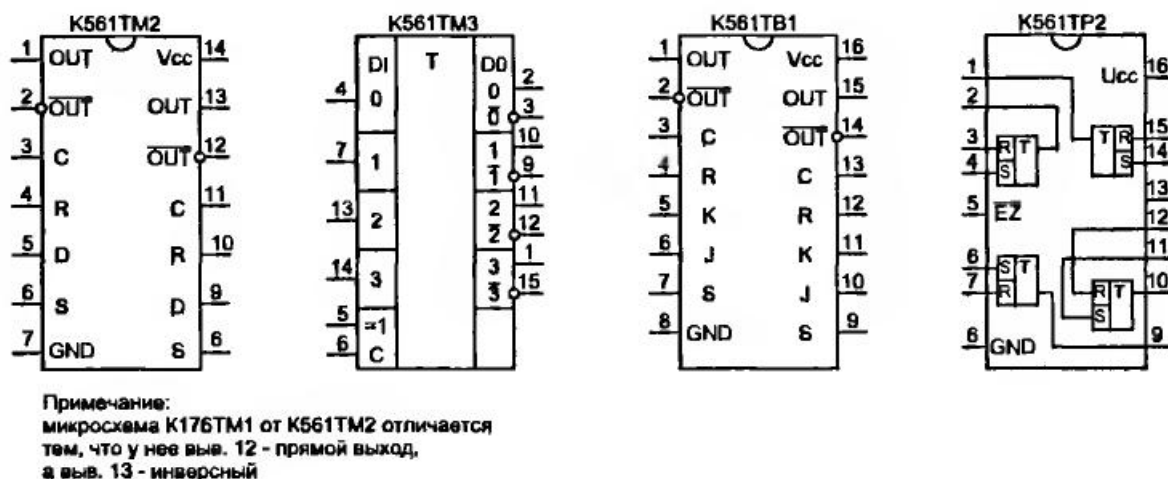 К561ТМ2
1 OUT Vcc 14
2 OUT OUT 13
3 C OUT 12
4 R C 11
5 D R 10
6 S D 9
7 GND S 6
К561ТМ3
DI T D0
4 0 0 2
0 3
7 1 1 10
1 9
13 2 2 11
2 12
14 3 3 1
3 15
5 =1
6 C
К561ТВ1
1 OUT Vcc 16
2 OUT OUT 15
3 C OUT 14
4 R C 13
5 K R 12
6 J K 11
7 S J 10
8 GND S 9
К561ТР2
1 Ucc 16
2
3 R T T R 15
4 S S 14
5 EZ 13
12
6 S T 11
7 R R T 10
S
6 GND 9
Примечание:
микросхема К176ТМ1 от К561ТМ2 отличается
тем, что у нее выв. 12 - прямой выход,
а выв. 13 - инверсный